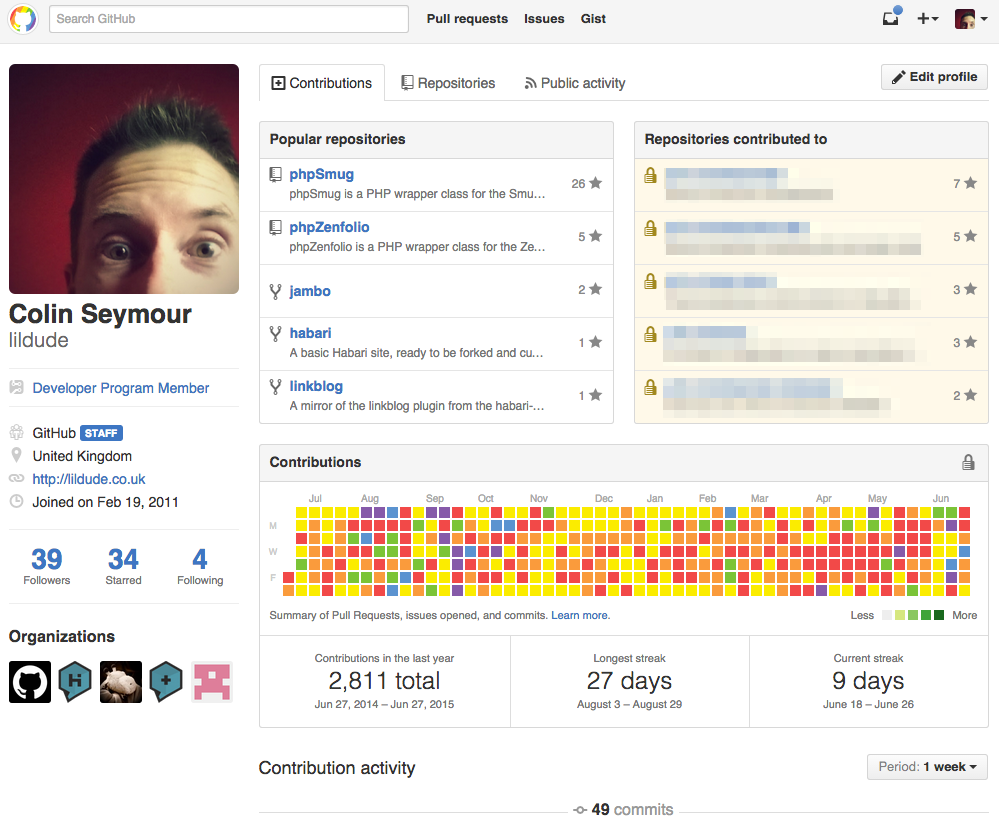 Search GitHub
Pull requests Issues Gist
Contributions Repositories Public activity
Edit profile
Colin Seymour
lildude
Developer Program Member
GitHub STAFF
United Kingdom
http://lildude.co.uk
Joined on Feb 19, 2011
39 34 4
Followers Starred Following
Organizations
Hi
Popular repositories
phpSmug
phpSmug is a PHP wrapper class for the Smu…
26
phpZenfolio
phpZenfolio is a PHP wrapper class for the Ze…
5
jambo
2
habari
A basic Habari site, ready to be forked and cu…
1
linkblog
A mirror of the linkblog plugin from the habari-…
1
Repositories contributed to
7
5
3
3
2
Contributions
Jul Aug Sep Oct Nov Dec Jan Feb Mar Apr May Jun
M
W
F
Summary of Pull Requests, issues opened, and commits. Learn more.
Less More
Contributions in the last year
2,811 total
Jun 27, 2014 – Jun 27, 2015
Longest streak
27 days
August 3 – August 29
Current streak
9 days
June 18 – June 26
Contribution activity
Period: 1 week
49 commits